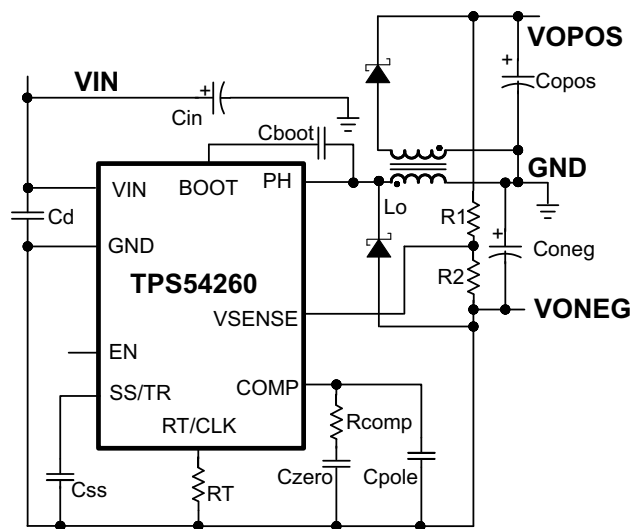 VOPOS
VIN
+
+
Copos
Cin
Cboot
GND
VIN
BOOT
PH
Lo
R1
Cd
GND
+
Coneg
TPS54260
R2
VSENSE
VONEG
EN
SS/TR
COMP
RT/CLK
Rcomp
Css
RT
Czero
Cpole